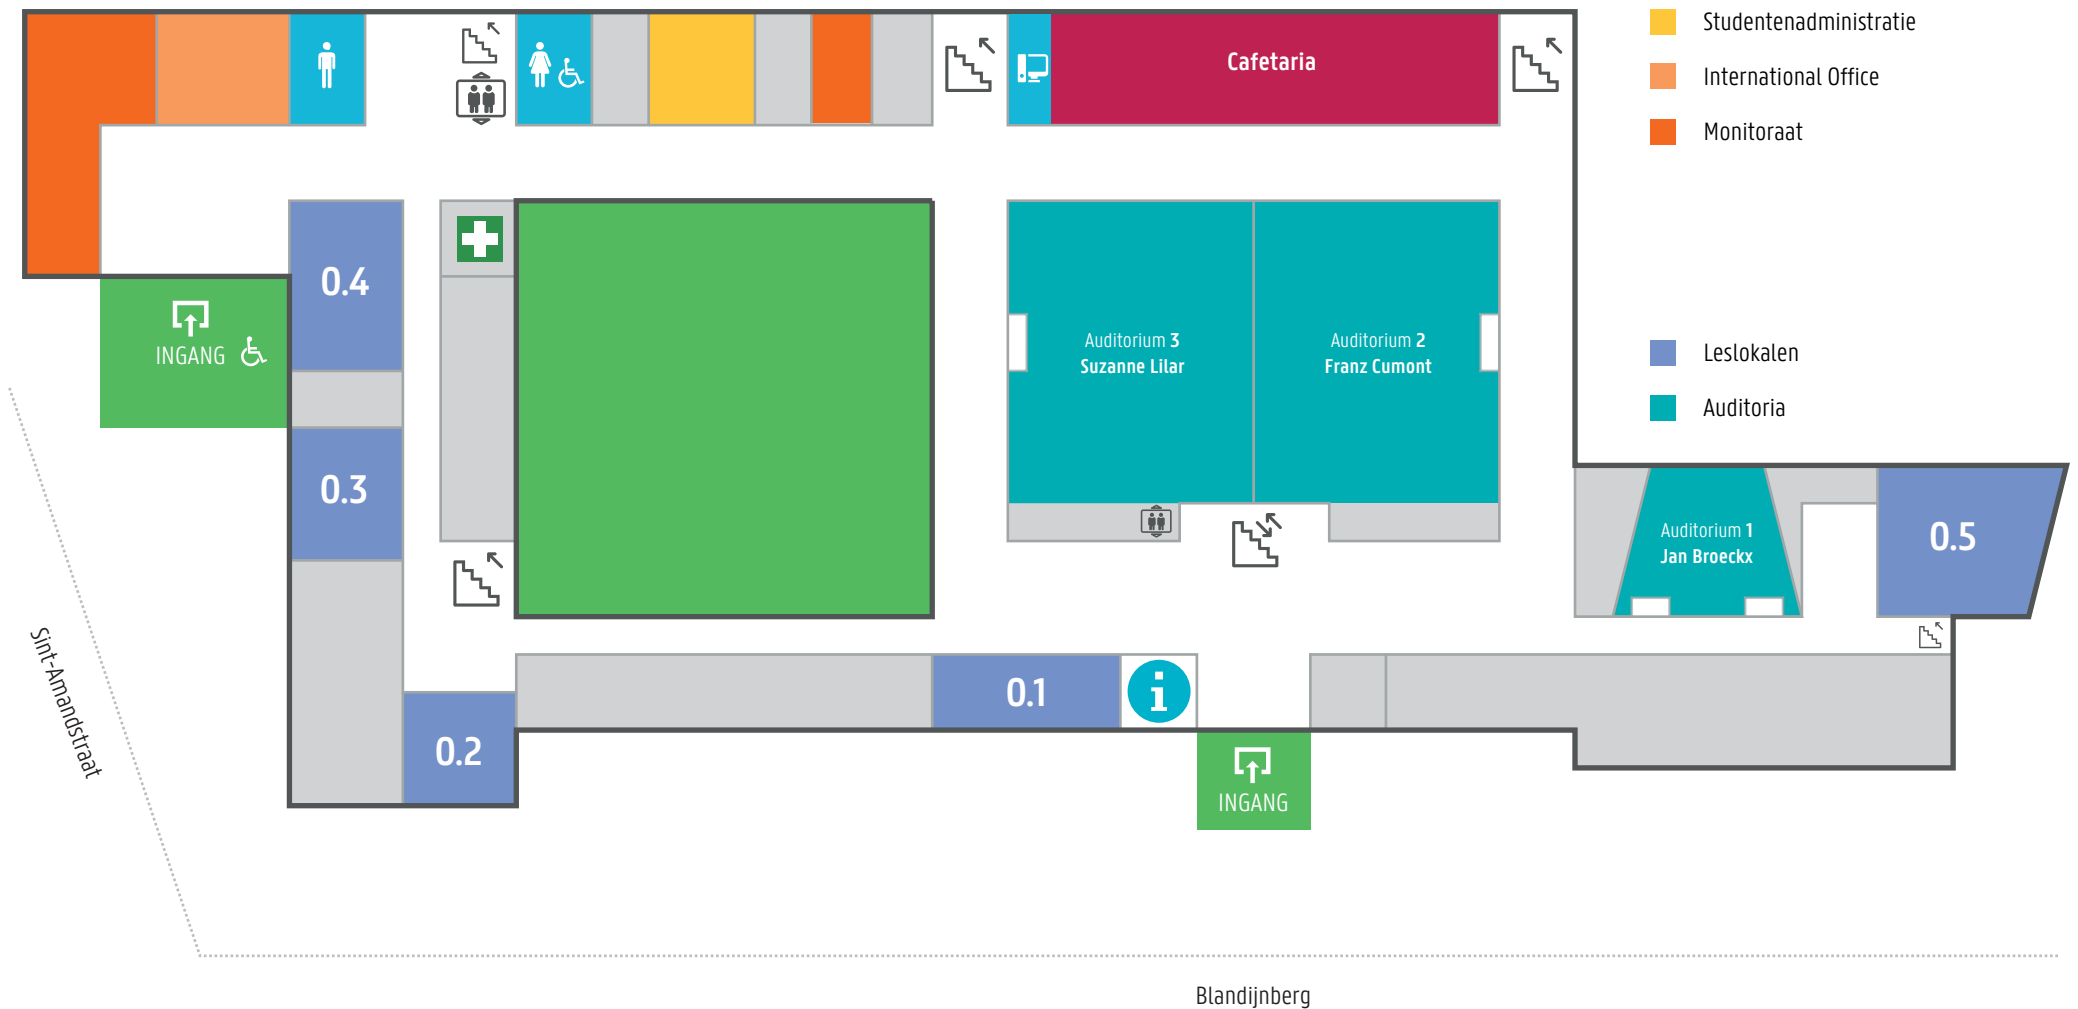 Studentenadministratie
International Office
Monitoraat
Cafetaria
0.4
INGANG
0.3
Auditorium 3
Suzanne Lilar
Auditorium 2
Franz Cumont
Leslokalen
Auditoria
Auditorium 1
Jan Broeckx
0.5
0.1
i
0.2
INGANG
Sint-Amandstraat
Blandijnberg